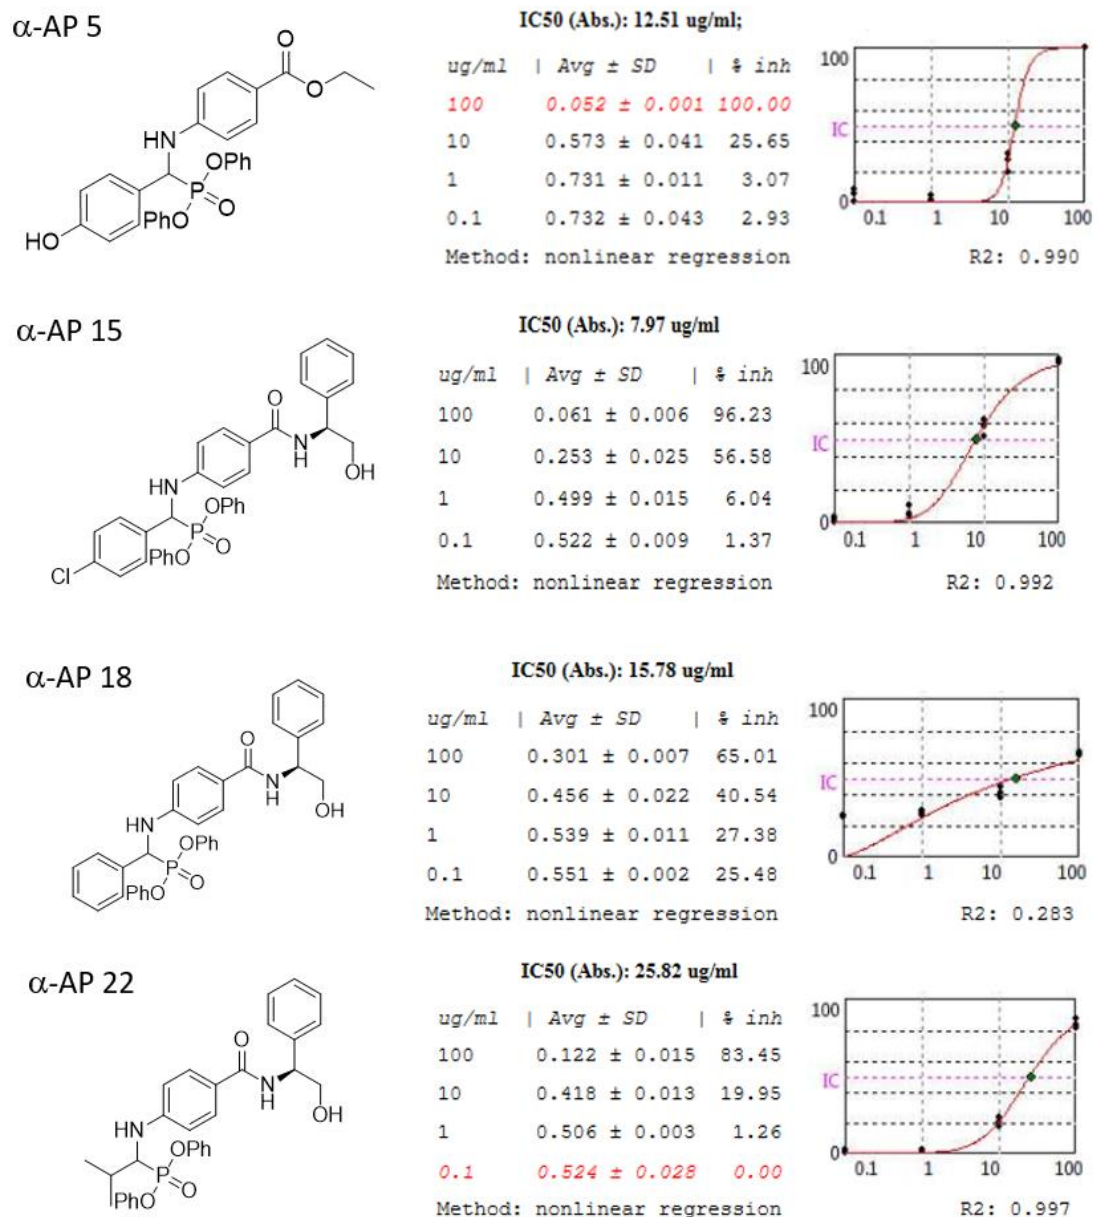 α-AP 5
IC50 (Abs.): 12.51 ug/ml;
ug/ml | Avg ± SD | % inh
100 0.052 ± 0.001 100.00
10 0.573 ± 0.041 25.65
1 0.731 ± 0.011 3.07
0.1 0.732 ± 0.043 2.93
Method: nonlinear regression
O
O
HN
OPh
P
O
PhO
HO
100
IC
0
0.1 1 10 100
R2: 0.990
α-AP 15
IC50 (Abs.): 7.97 ug/ml
ug/ml | Avg ± SD | % inh
100 0.061 ± 0.006 96.23
10 0.253 ± 0.025 56.58
1 0.499 ± 0.015 6.04
0.1 0.522 ± 0.009 1.37
Method: nonlinear regression
O
N
H
OH
HN
OPh
P
O
PhO
Cl
100
IC
0
0.1 1 10 100
R2: 0.992
α-AP 18
IC50 (Abs.): 15.78 ug/ml
ug/ml | Avg ± SD | % inh
100 0.301 ± 0.007 65.01
10 0.456 ± 0.022 40.54
1 0.539 ± 0.011 27.38
0.1 0.551 ± 0.002 25.48
Method: nonlinear regression
O
N
H
OH
HN
OPh
P
O
PhO
100
IC
0
0.1 1 10 100
R2: 0.283
α-AP 22
IC50 (Abs.): 25.82 ug/ml
ug/ml | Avg ± SD | % inh
100 0.122 ± 0.015 83.45
10 0.418 ± 0.013 19.95
1 0.506 ± 0.003 1.26
0.1 0.524 ± 0.028 0.00
Method: nonlinear regression
O
N
H
OH
HN
OPh
P
O
PhO
100
IC
0
0.1 1 10 100
R2: 0.997